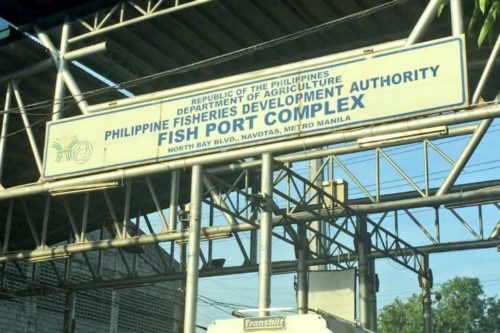 REPUBLIC OF THE PHILIPPINES
DEPARTMENT OF AGRICULTURE
PHILIPPINE FISHERIES DEVELOPMENT AUTHORITY
FISH PORT COMPLEX
NORTH BAY BLVD., NAVOTAS, METRO MANILA
Transbilt